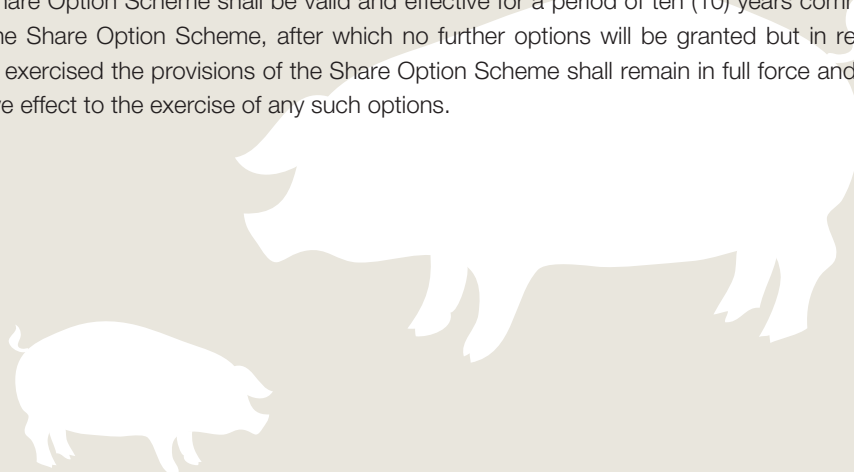 hare Option Scheme shall be valid and effective for a period of ten (10) years com
he Share Option Scheme, after which no further options will be granted but in re
exercised the provisions of the Share Option Scheme shall remain in full force and
e effect to the exercise of any such options.